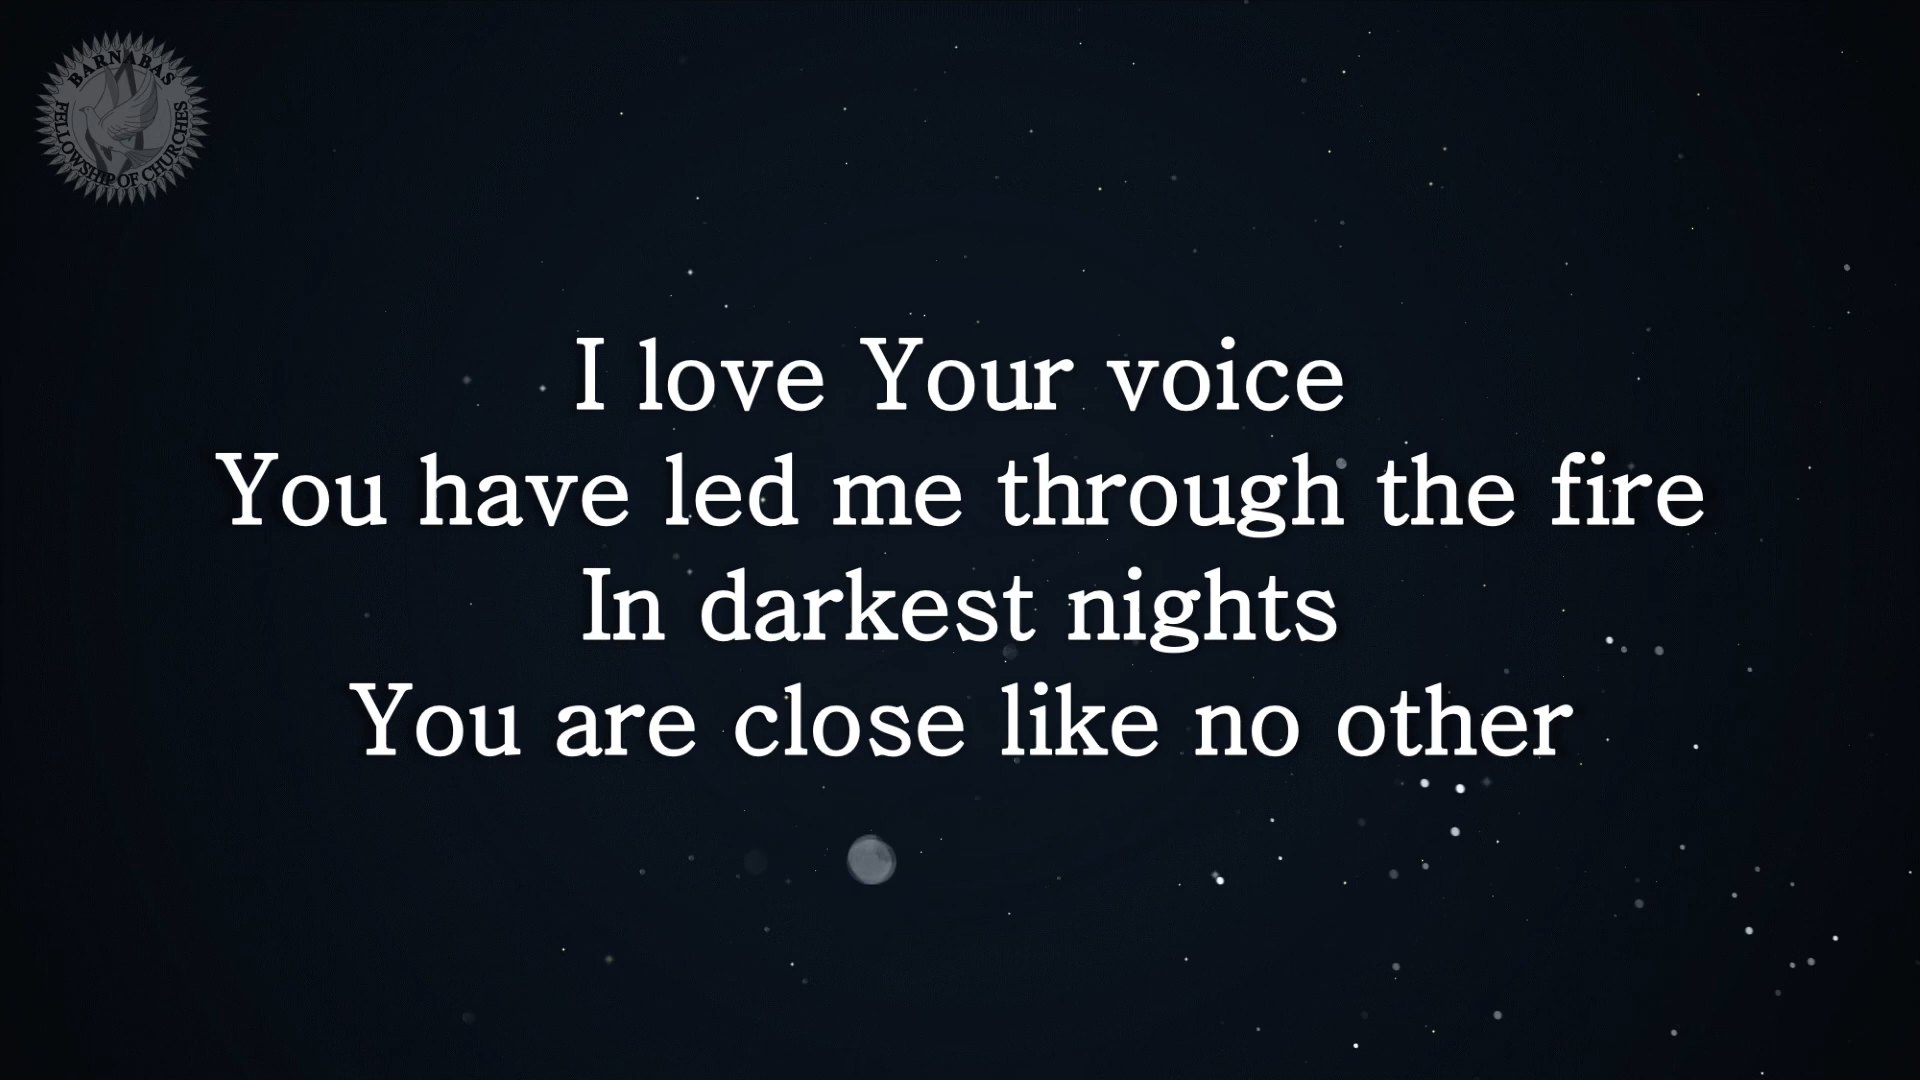 BARNABAS
FELLOWSHIP OF CHURCHES
I love Your voice
You have led me through the fire
In darkest nights
You are close like no other